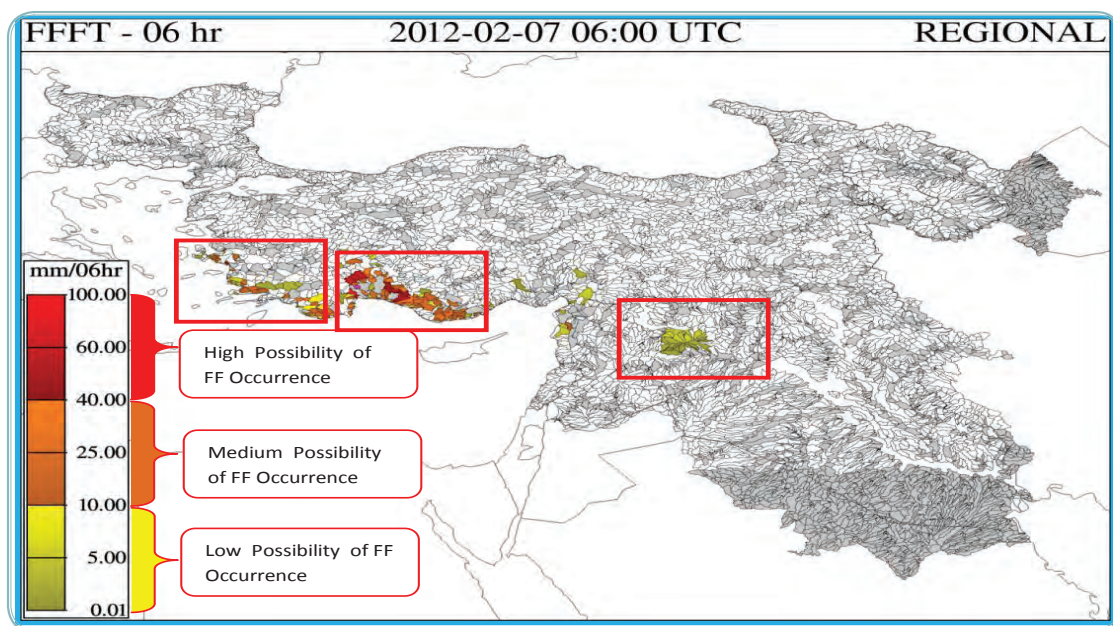 FFFT - 06 hr 2012-02-07 06:00 UTC REGIONAL
mm/06hr
100.00
60.00
40.00
25.00
10.00
5.00
0.01
High Possibility of
FF Occurrence
Medium Possibility
of FF Occurrence
Low Possibility of FF
Occurrence